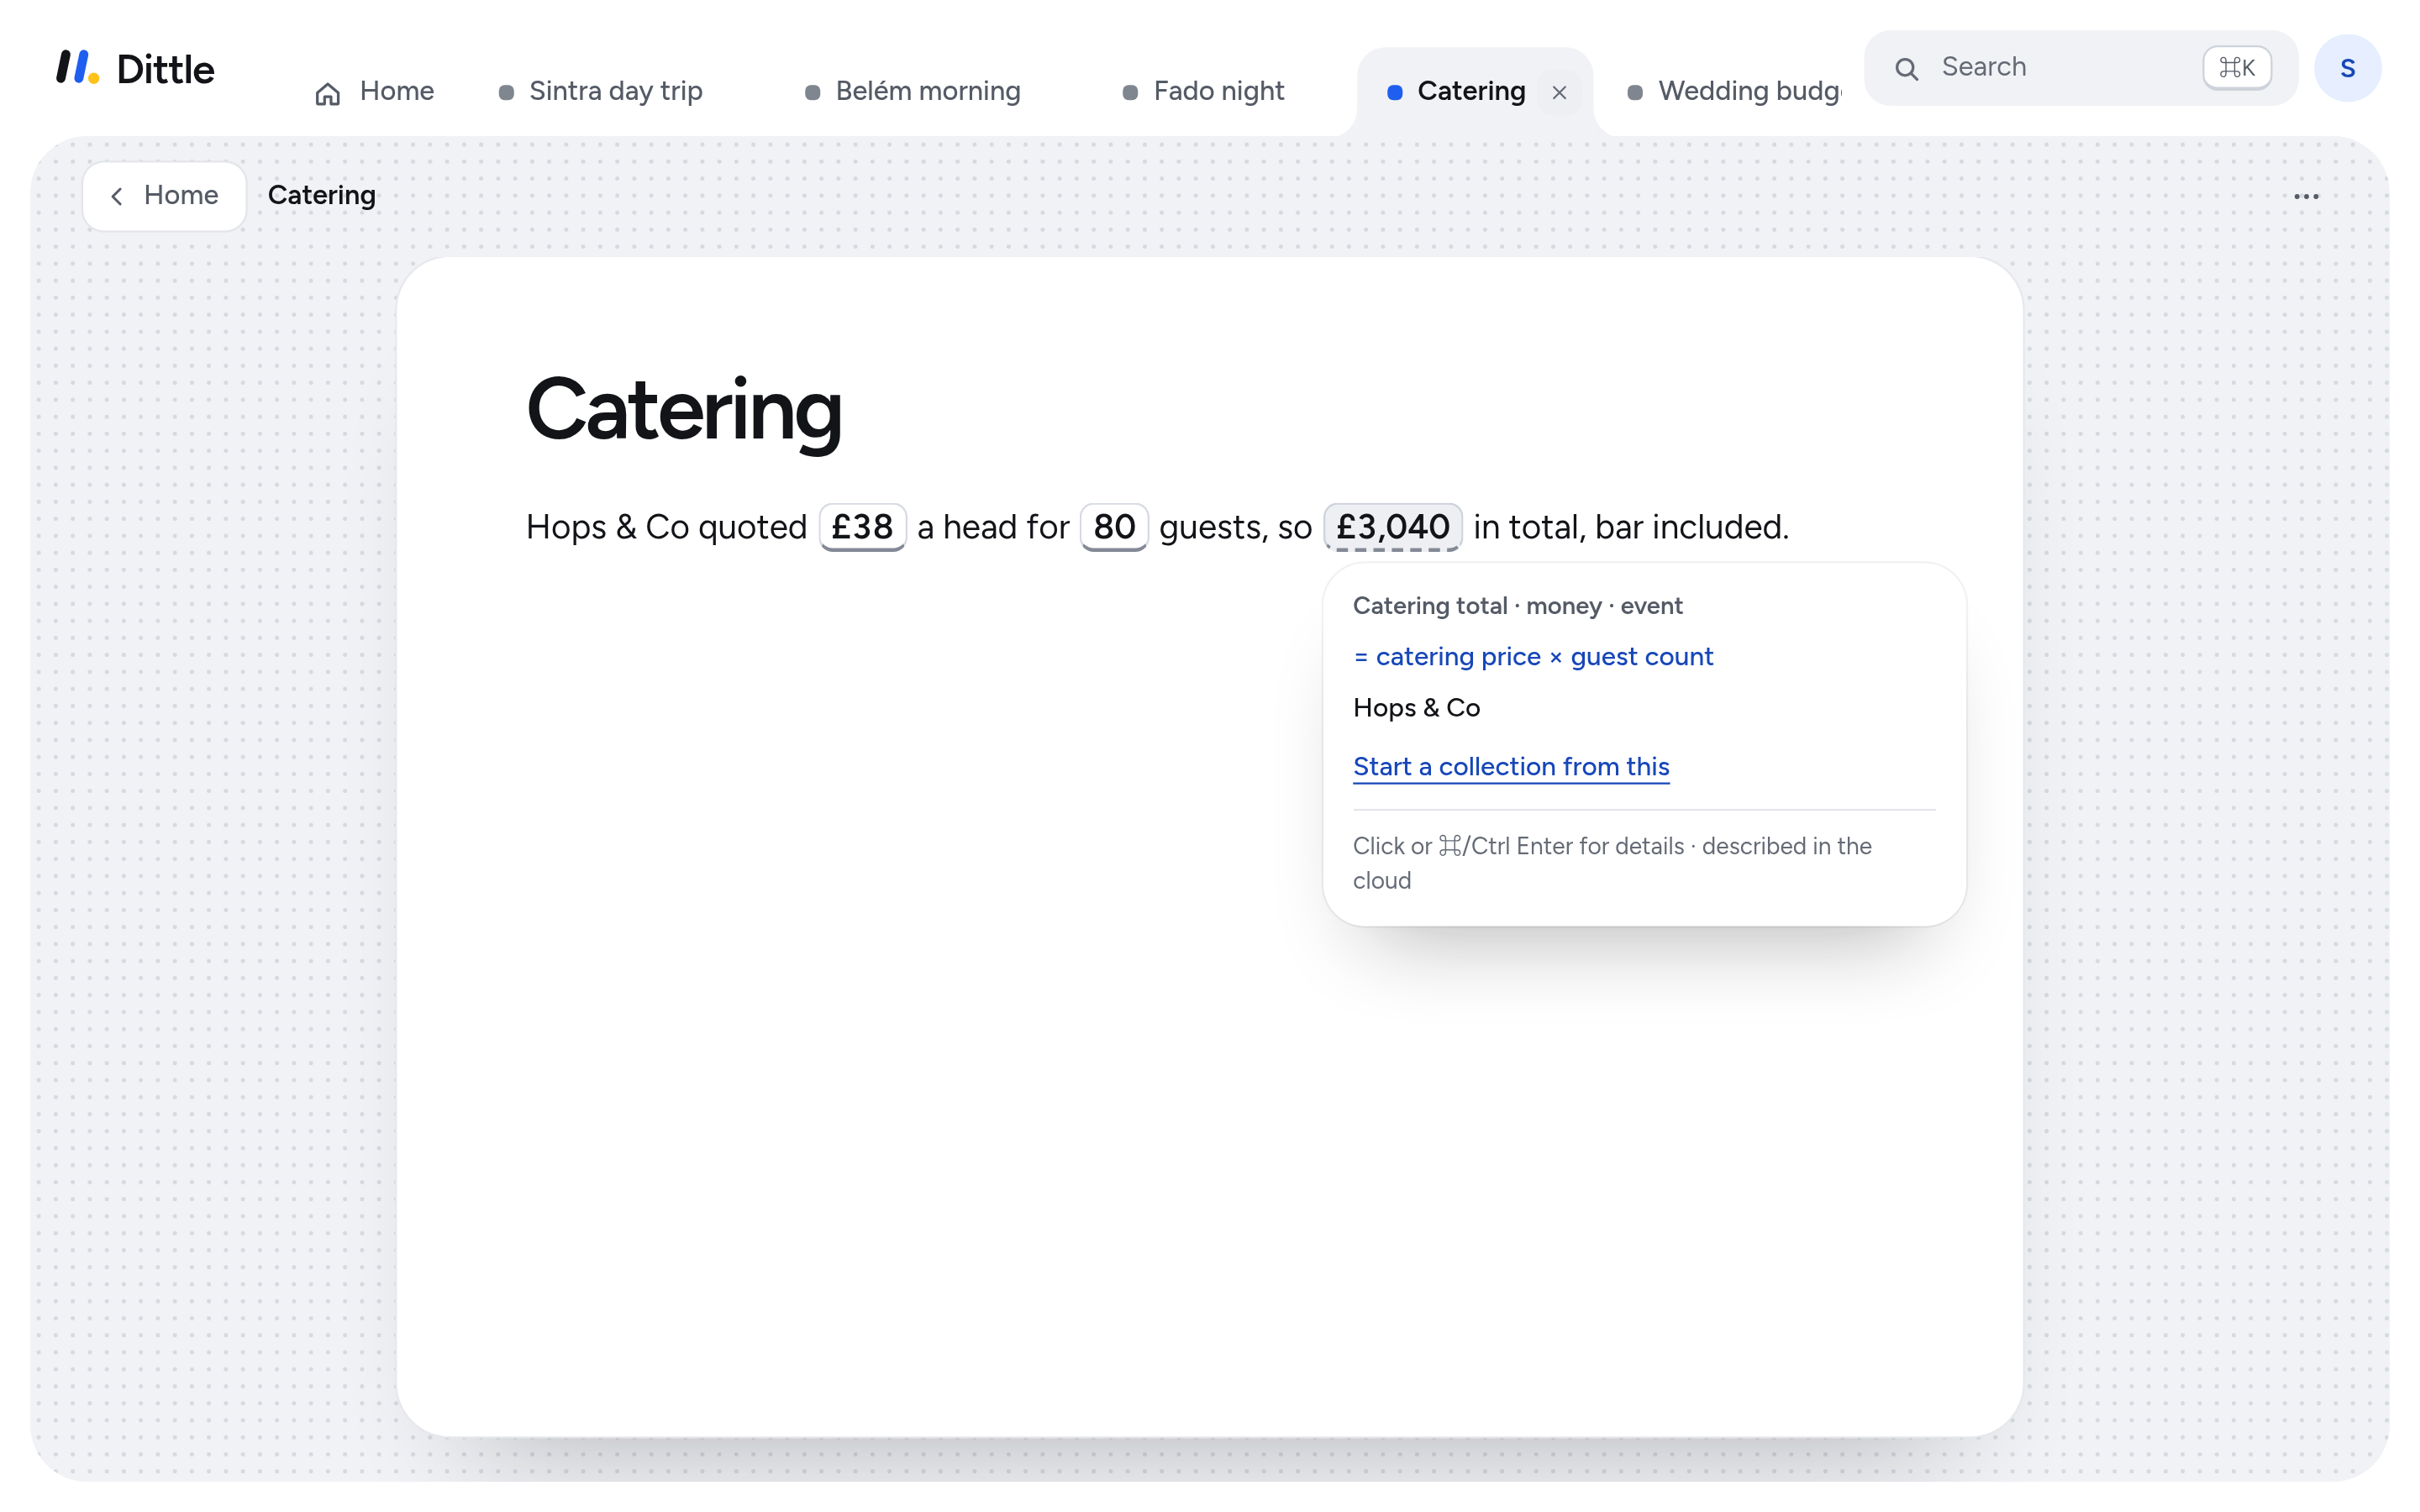 Dittle
Home
Sintra day trip
Belém morning
Fado night
Catering
Wedding budg
Search
⌘K
S
Home
Catering
Catering
Hops & Co quoted £38 a head for 80 guests, so £3,040 in total, bar included.
Catering total · money · event
= catering price × guest count
Hops & Co
Start a collection from this
Click or ⌘/Ctrl Enter for details · described in the
cloud